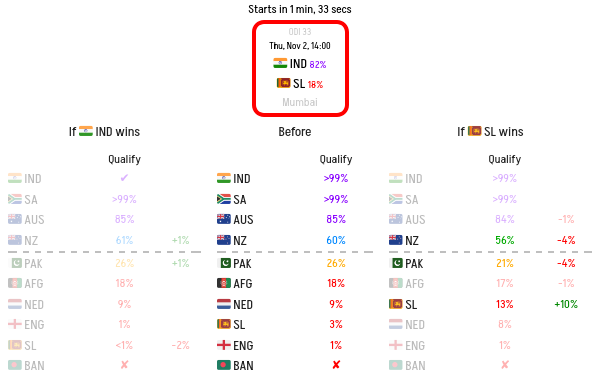 Starts in 1 min, 33 secs
ODI 33
Thu, Nov 2, 14:00
IND 82%
SL 18%
Mumbai
If IND wins Before If SL wins
Qualify Qualify Qualify
IND ✔ IND >99% IND >99%
SA >99% SA >99% SA >99%
AUS 85% AUS 85% AUS 84% -1%
NZ 61% +1% NZ 60% NZ 56% -4%
PAK 26% +1% PAK 26% PAK 21% -4%
AFG 18% AFG 18% AFG 17% -1%
NED 9% NED 9% SL 13% +10%
ENG 1% SL 3% NED 8%
SL <1% -2% ENG 1% ENG 1%
BAN ✘ BAN ✘ BAN ✘